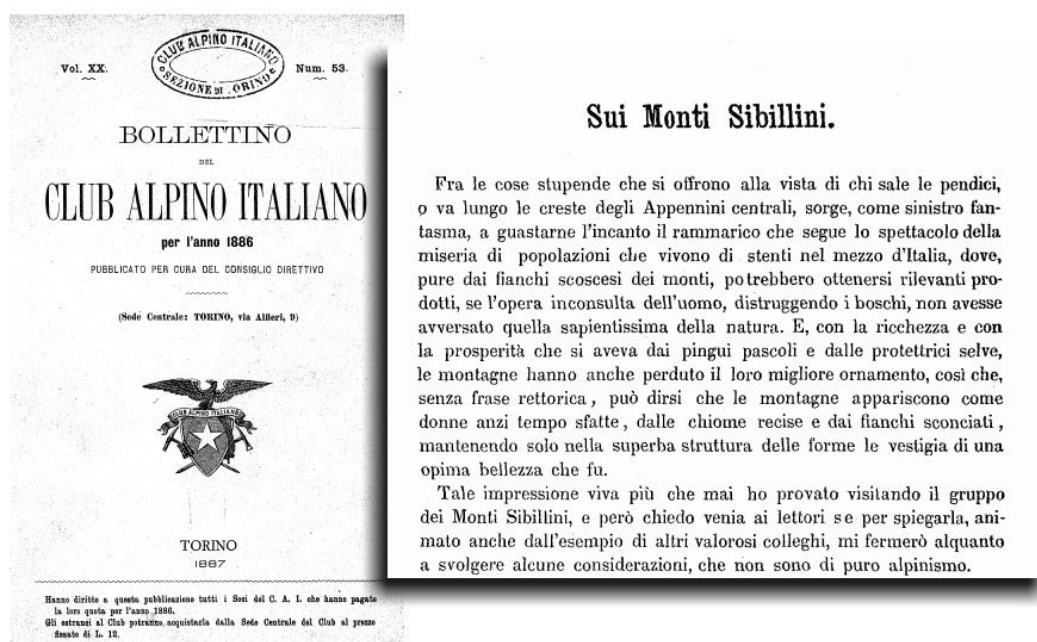 Vol. XX.
CLUB ALPINO ITALIANO
SEZIONE DI TORINO
Num. 53.
BOLLETTINO
DEL
CLUB ALPINO ITALIANO
per l'anno 1886
PUBBLICATO PER CURA DEL CONSIGLIO DIRETTIVO
(Sede Centrale: TORINO, via Alfieri, 9)
CLUB ALPINO ITALIANO
TORINO
1887
Hanno diritto a questa pubblicazione tutti i Soci del C. A. I. che hanno pagato
la loro quota per l'anno 1886.
Gli estranei al Club potranno acquistarla dalla Sede Centrale del Club al prezzo
fissato di L. 12.
Sui Monti Sibillini.
Fra le cose stupende che si offrono alla vista di chi sale le pendici,
o va lungo le creste degli Appennini centrali, sorge, come sinistro fan-
tasma, a guastarne l'incanto il rammarico che segue lo spettacolo della
miseria di popolazioni che vivono di stenti nel mezzo d'Italia, dove,
pure dai fianchi scoscesi dei monti, potrebbero ottenersi rilevanti pro-
dotti, se l'opera inconsulta dell'uomo, distruggendo i boschi, non avesse
avversato quella sapientissima della natura. E, con la ricchezza e con
la prosperità che si aveva dai pingui pascoli e dalle protettrici selve,
le montagne hanno anche perduto il loro migliore ornamento, così che,
senza frase rettorica, può dirsi che le montagne appariscono come
donne anzi tempo sfatte, dalle chiome recise e dai fianchi sconciati,
mantenendo solo nella superba struttura delle forme le vestigia di una
opima bellezza che fu.
Tale impressione viva più che mai ho provato visitando il gruppo
dei Monti Sibillini, e però chiedo venia ai lettori se per spiegarla, ani-
mato anche dall'esempio di altri valorosi colleghi, mi fermerò alquanto
a svolgere alcune considerazioni, che non sono di puro alpinismo.